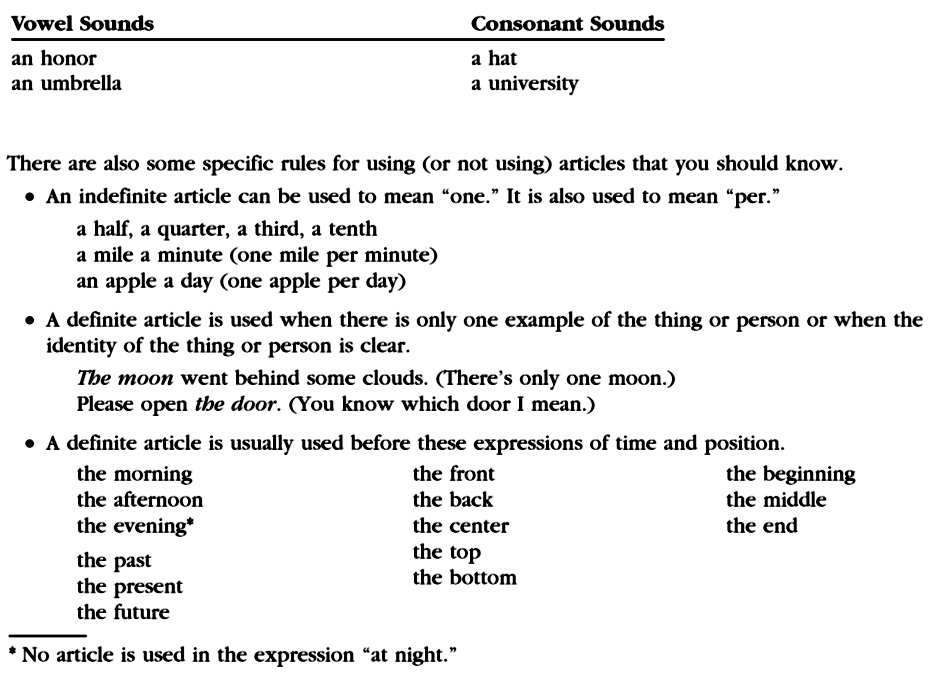 Vowel Sounds Consonant Sounds
an honor a hat
an umbrella a university
There are also some specific rules for using (or not using) articles that you should know.
• An indefinite article can be used to mean “one.” It is also used to mean “per.”
a half, a quarter, a third, a tenth
a mile a minute (one mile per minute)
an apple a day (one apple per day)
• A definite article is used when there is only one example of the thing or person or when the
identity of the thing or person is clear.
The moon went behind some clouds. (There’s only one moon.)
Please open the door. (You know which door I mean.)
• A definite article is usually used before these expressions of time and position.
the morning the front the beginning
the afternoon the back the middle
the evening* the center the end
the top
the past
the bottom
the present
the future
* No article is used in the expression “at night.”